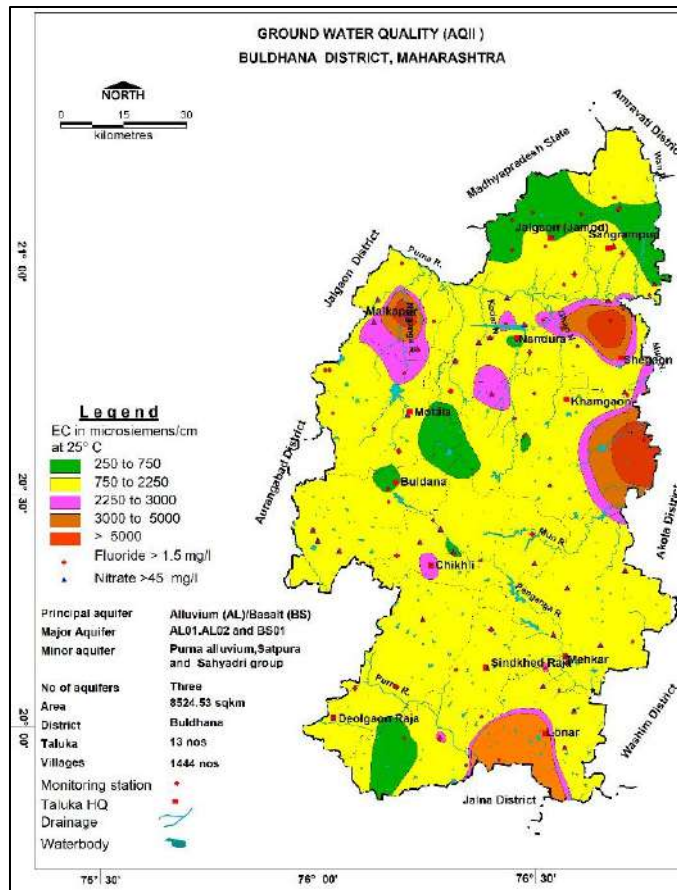 GROUND WATER QUALITY (AQII )
BULDHANA DISTRICT, MAHARASHTRA
NORTH
0 15 30
kilometres
Amravati District
Madhyapradesh State
Jalgaon (Jamod)
Sangrampur
Jalgaon District
Purna R.
21° 00'
Malkapur
Nandura
Shegaon
Khamgaon
Motala
Legend
EC in microsiemens/cm
at 25° C
250 to 750
750 to 2250
2250 to 3000
3000 to 5000
> 5000
Fluoride > 1.5 mg/l
Nitrate >45 mg/l
Aurangabad District
Buldana
20° 30'
Akola District
Mun R.
Chikhli
Penganga R.
Principal aquifer Alluvium (AL)/Basalt (BS)
Major Aquifer AL01,AL02 and BS01
Minor aquifer Purna alluvium,Satpura
and Sahyadri group
No of aquifers Three
Area 8524.53 sqkm
District Buldhana
Taluka 13 nos
Villages 1444 nos
Monitoring station
Taluka HQ
Drainage
Waterbody
Mehkar
Sindkhed Raja
Purna R.
Deolgaon Raja
Lonar
20° 00'
Washim District
Jalna District
75° 30' 76° 00' 76° 30'